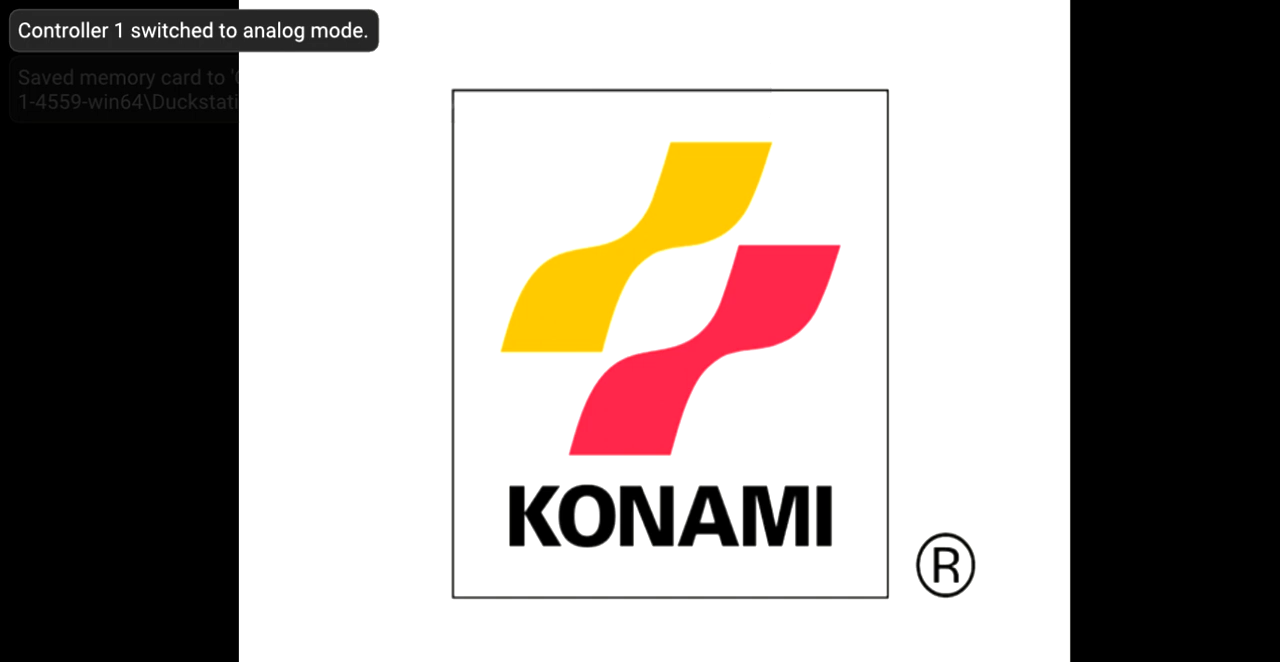 Controller 1 switched to analog mode.
Saved memory card to '
1-4559-win64\Duckstati
KONAMI
®